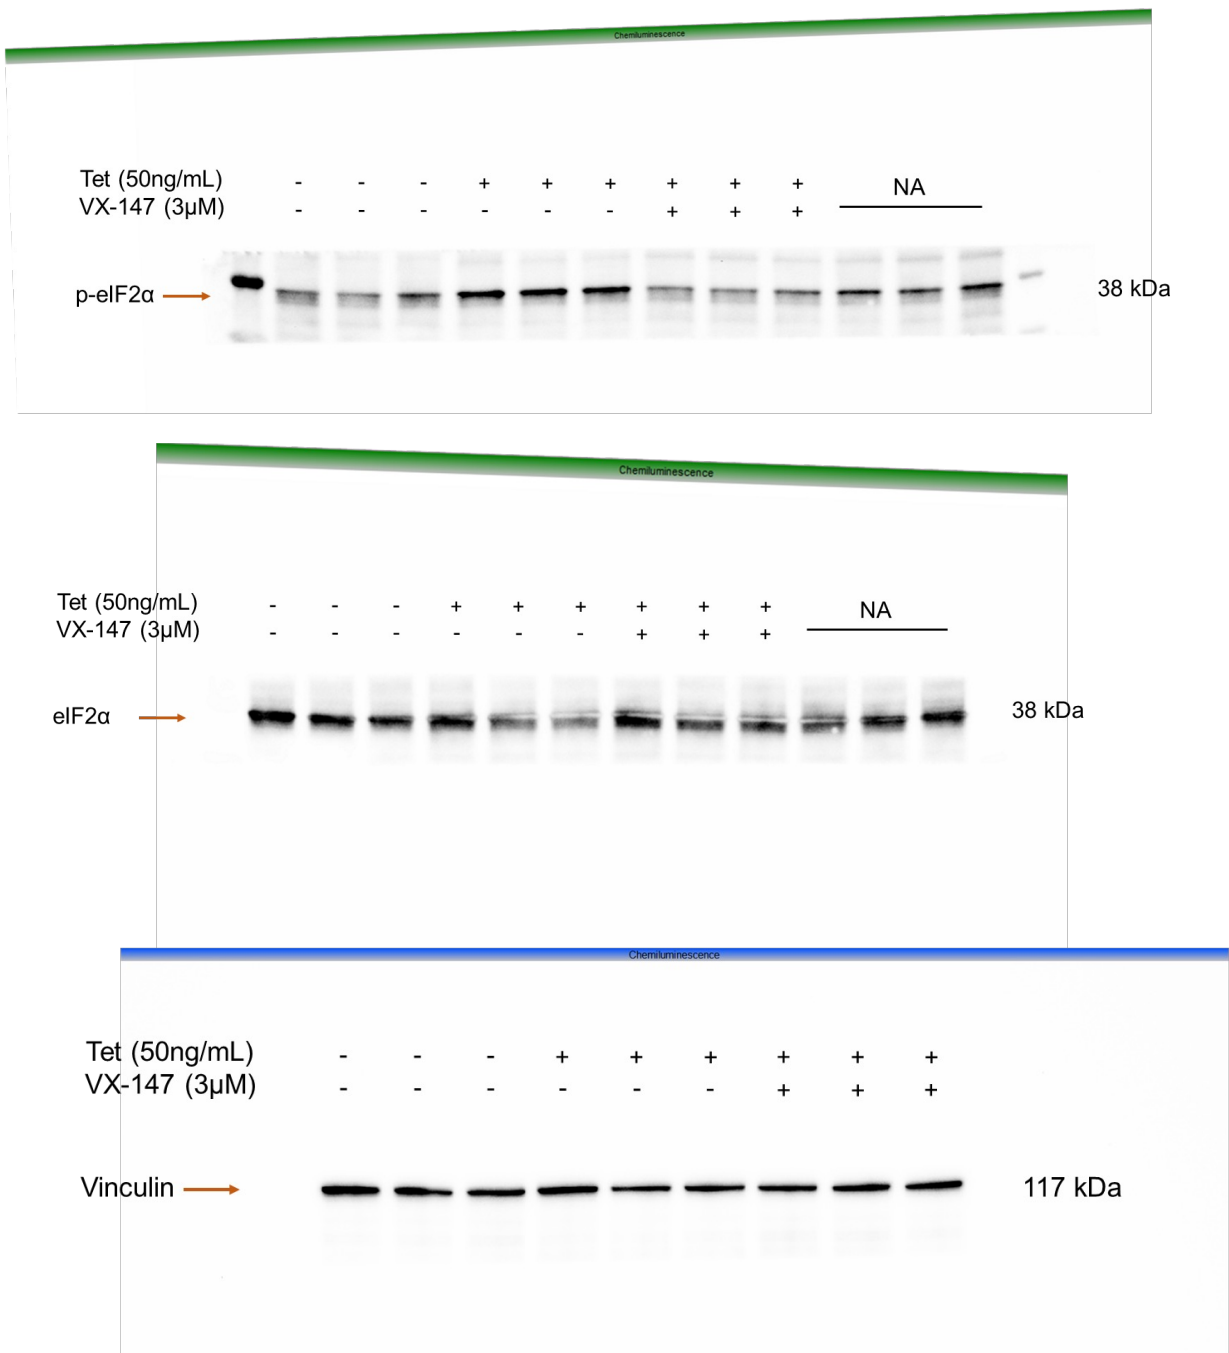 Chemiluminescence
Tet (50ng/mL) - - - + + + + + + NA
VX-147 (3μM) - - - - - - + + +
p-eIF2α 38 kDa
Chemiluminescence
Tet (50ng/mL) - - - + + + + + + NA
VX-147 (3μM) - - - - - - + + +
eIF2α 38 kDa
Chemiluminescence
Tet (50ng/mL) - - - + + + + + +
VX-147 (3μM) - - - - - - + + +
Vinculin 117 kDa